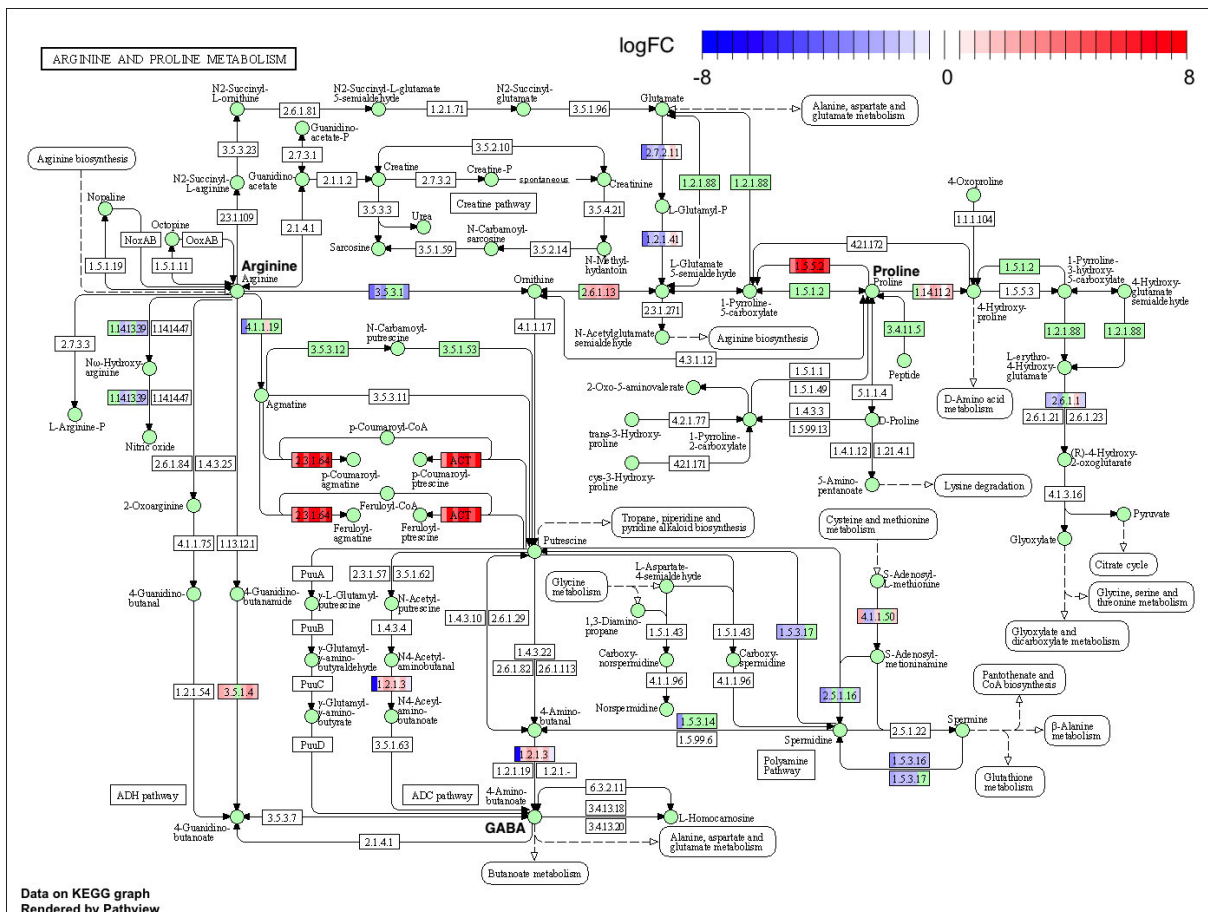 logFC
-8
0
8
ARGININE AND PROLINE METABOLISM
N2-Succinyl-
L-ornithine
2.6.1.81
N2-Succinyl-L-glutamate
5-semialdehyde
1.2.1.71
N2-Succinyl-
glutamate
3.5.1.96
Glutamate
Alanine, aspartate and
glutamate metabolism
Guanidino-
acetate-P
3.5.3.23
2.7.3.1
3.5.2.10
2.7.2.11
Arginine biosynthesis
N2-Succinyl-
L-arginine
Guanidino
acetate
2.1.1.2
Creatine
2.7.3.2
Creatine-P
spontaneous
Creatinine
1.2.1.88
1.2.1.88
4-Oxoproline
Nopaline
Octopine
2.3.1.109
2.1.4.1
3.5.3.3
Urea
Creatine pathway
3.5.4.21
L-Glutamyl-P
1.1.1.104
NoxAB
OoxAB
Sarcosine
3.5.1.59
N-Carbamoyl-
sarcosine
3.5.2.14
N-Methyl-
hydantoin
1.2.1.41
4.2.1.172
1.5.1.19
1.5.1.11
Arginine
Arginine
3.5.3.1
Ornithine
2.6.1.13
L-Glutamate
5-semialdehyde
1.5.5.2
1.5.1.2
1-Pyrroline-
5-carboxylate
Proline
Proline
1.14.11.2
4-Hydroxy-
proline
1.5.1.2
1.5.5.3
1-Pyrroline-
3-hydroxy-
5-carboxylate
4-Hydroxy-
glutamate
semialdehyde
2.7.3.3
1.14.13.39
1.14.14.47
4.1.1.19
4.1.1.17
2.3.1.271
N-Acetylglutamate
semialdehyde
Arginine biosynthesis
3.4.11.5
Peptide
1.2.1.88
1.2.1.88
Nω-Hydroxy-
arginine
1.14.13.39
1.14.14.47
3.5.3.12
N-Carbamoyl-
putrescine
3.5.1.53
4.3.1.12
L-erythro-
4-Hydroxy-
glutamate
L-Arginine-P
Nitric oxide
Agmatine
3.5.3.11
2-Oxo-5-aminovalerate
1.5.1.1
1.5.1.49
5.1.1.4
D-Amino acid
metabolism
2.6.1.1
2.6.1.21
2.6.1.23
trans-3-Hydroxy-
proline
4.2.1.77
1-Pyrroline-
2-carboxylate
1.4.3.3
1.5.99.13
D-Proline
cys-3-Hydroxy-
proline
4.2.1.171
1.4.1.12
1.21.4.1
(R)-4-Hydroxy-
2-oxoglutarate
p-Coumaroyl-CoA
2.3.1.64
p-Coumaroyl-
agmatine
p-Coumaroyl-
ptrescine
ACT
5-Amino-
pentanoate
Lysine degradation
4.1.3.16
Pyruvate
2.6.1.84
1.4.3.25
2-Oxoarginine
Feruloyl-CoA
2.3.1.64
Feruloyl-
agmatine
Feruloyl-
ptrescine
ACT
Tropane, piperidine and
pyridine alkaloid biosynthesis
Cysteine and methionine
metabolism
Glyoxylate
Citrate cycle
4.1.1.75
1.13.12.1
Putrescine
PuuA
2.3.1.57
3.5.1.62
Glycine
metabolism
L-Aspartate-
4-semialdehyde
S-Adenosyl-
L-methionine
Glycine, serine and
threonine metabolism
4-Guanidino-
butanal
4-Guanidino-
butanamide
γ-L-Glutamyl-
putrescine
N-Acetyl-
putrescine
1.4.3.10
2.6.1.29
1,3-Diamino-
propane
4.1.1.50
Glyoxylate and
dicarboxylate metabolism
PuuB
1.4.3.4
1.5.1.43
1.5.1.43
1.5.3.17
γ-Glutamyl-
γ-amino-
butyraldehyde
N4-Acetyl-
aminobutanal
1.4.3.22
2.6.1.82
2.6.1.113
Carboxy-
norspermidine
Carboxy-
spermidine
S-Adenosyl-
metioninamine
Pantothenate and
CoA biosynthesis
1.2.1.54
3.5.1.4
PuuC
1.2.1.3
4.1.1.96
4.1.1.96
2.5.1.16
γ-Glutamyl-
γ-amino-
butyrate
N4-Aceyl-
amino-
butanoate
4-Amino-
butanal
Norspermidine
1.5.3.14
1.5.99.6
Spermidine
2.5.1.22
Spermine
β-Alanine
metabolism
PuuD
3.5.1.63
1.2.1.3
1.2.1.19
1.2.1.-
Polyamine
Pathway
1.5.3.16
1.5.3.17
Glutathione
metabolism
ADH pathway
ADC pathway
4-Amino-
butanoate
6.3.2.11
3.4.13.18
3.4.13.20
L-Homocarnosine
4-Guanidino-
butanoate
3.5.3.7
GABA
2.1.4.1
Alanine, aspartate and
glutamate metabolism
Butanoate metabolism
Data on KEGG graph
Rendered by Pathview